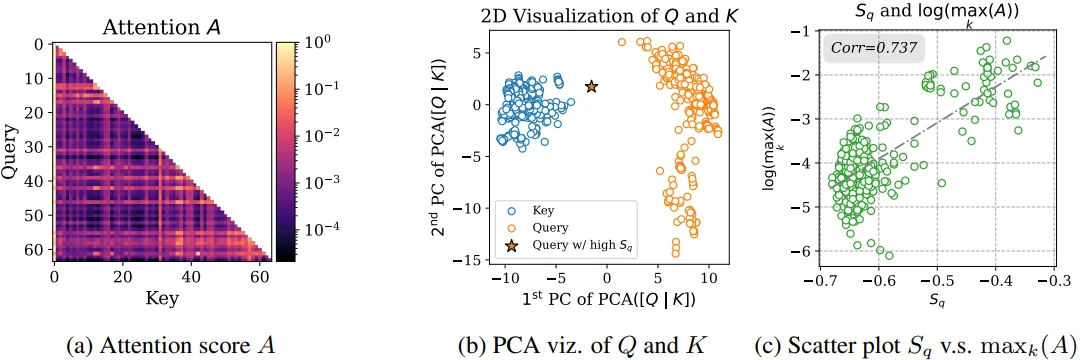 Attention A
Query
0
10
20
30
40
50
60
0
20
40
60
Key
10⁰
10⁻¹
10⁻²
10⁻³
10⁻⁴
(a) Attention score A
2D Visualization of Q and K
2ⁿᵈ PC of PCA([Q | K])
5
0
−5
−10
−15
Key
Query
Query w/ high S_q
−10
−5
0
5
10
1ˢᵗ PC of PCA([Q | K])
(b) PCA viz. of Q and K
S_q and log(max_k(A))
Corr=0.737
log(max_k(A))
−1
−2
−3
−4
−5
−6
−0.7
−0.6
−0.5
−0.4
−0.3
S_q
(c) Scatter plot S_q v.s. max_k(A)